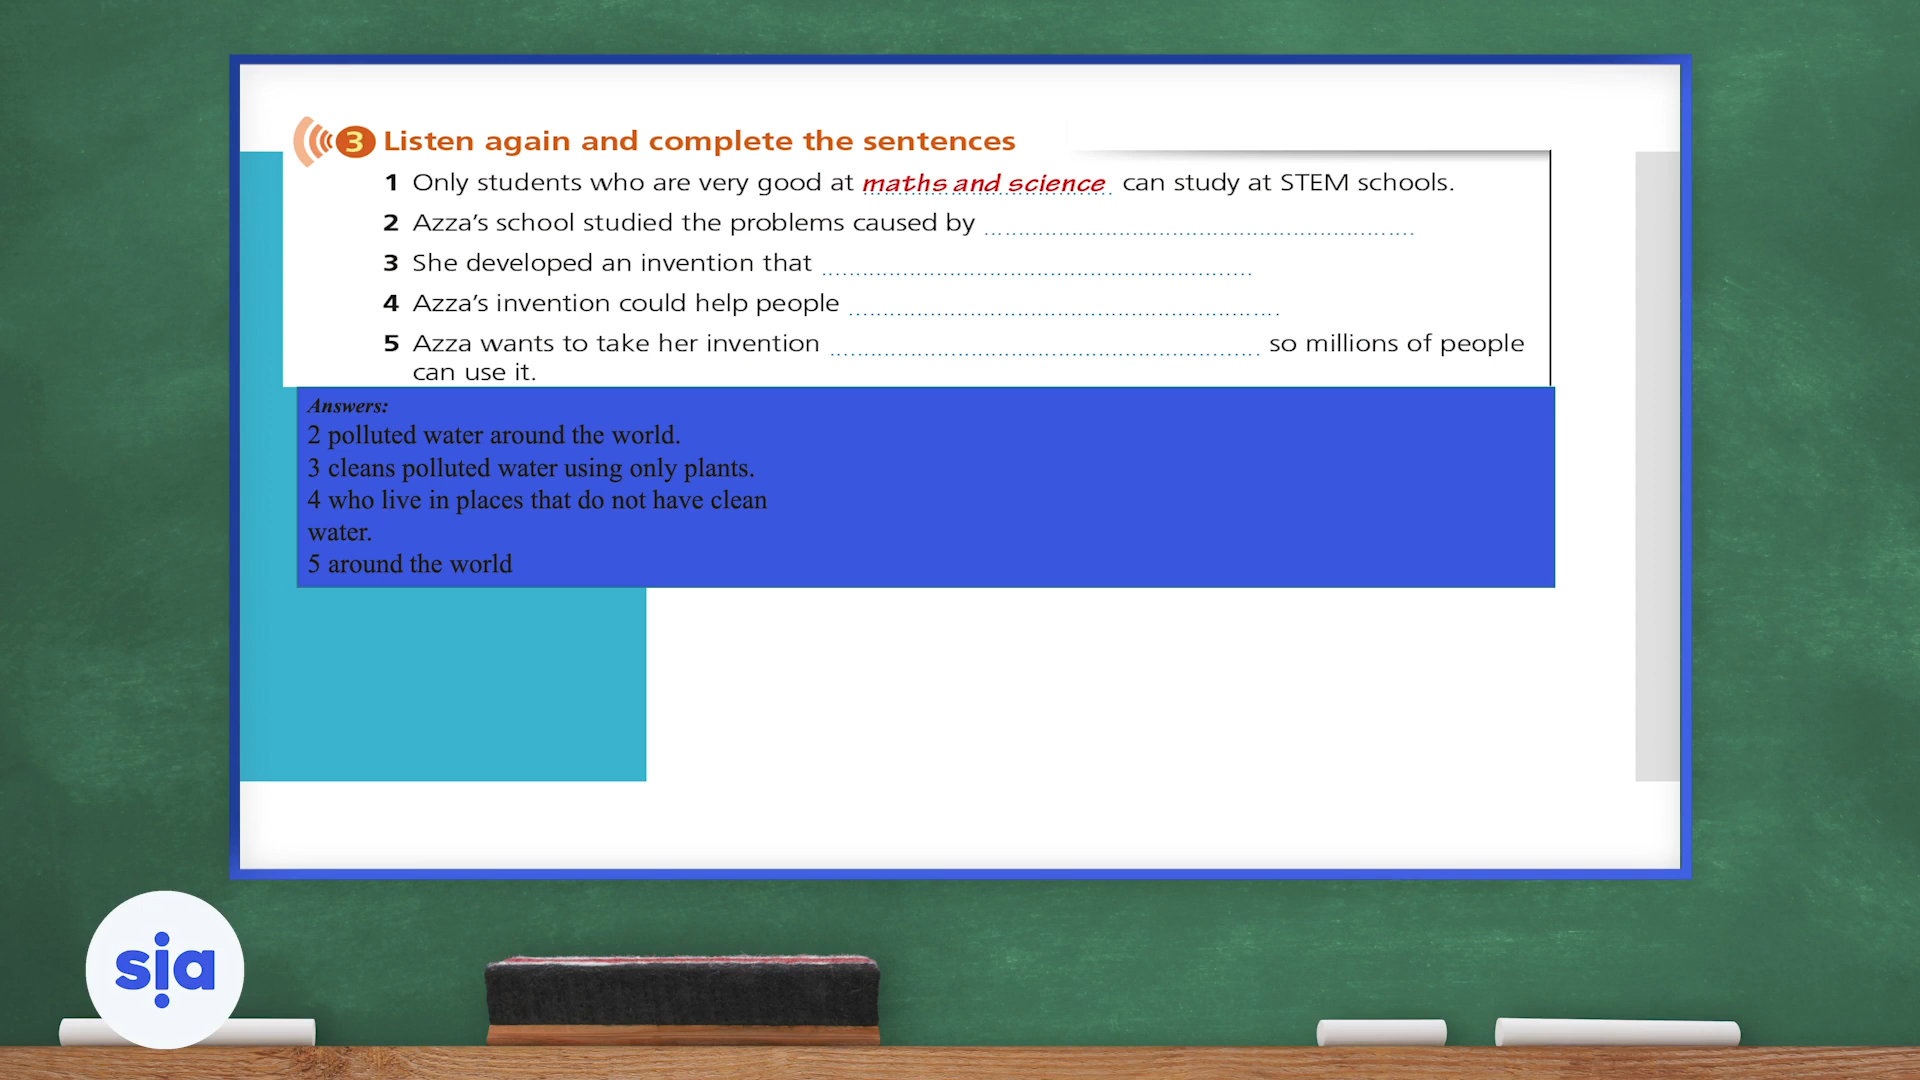 3 Listen again and complete the sentences
1 Only students who are very good at maths and science can study at STEM schools.
2 Azza's school studied the problems caused by ............................................................
3 She developed an invention that ............................................................
4 Azza's invention could help people ............................................................
5 Azza wants to take her invention ............................................................ so millions of people
can use it.
Answers:
2 polluted water around the world.
3 cleans polluted water using only plants.
4 who live in places that do not have clean
water.
5 around the world
sia